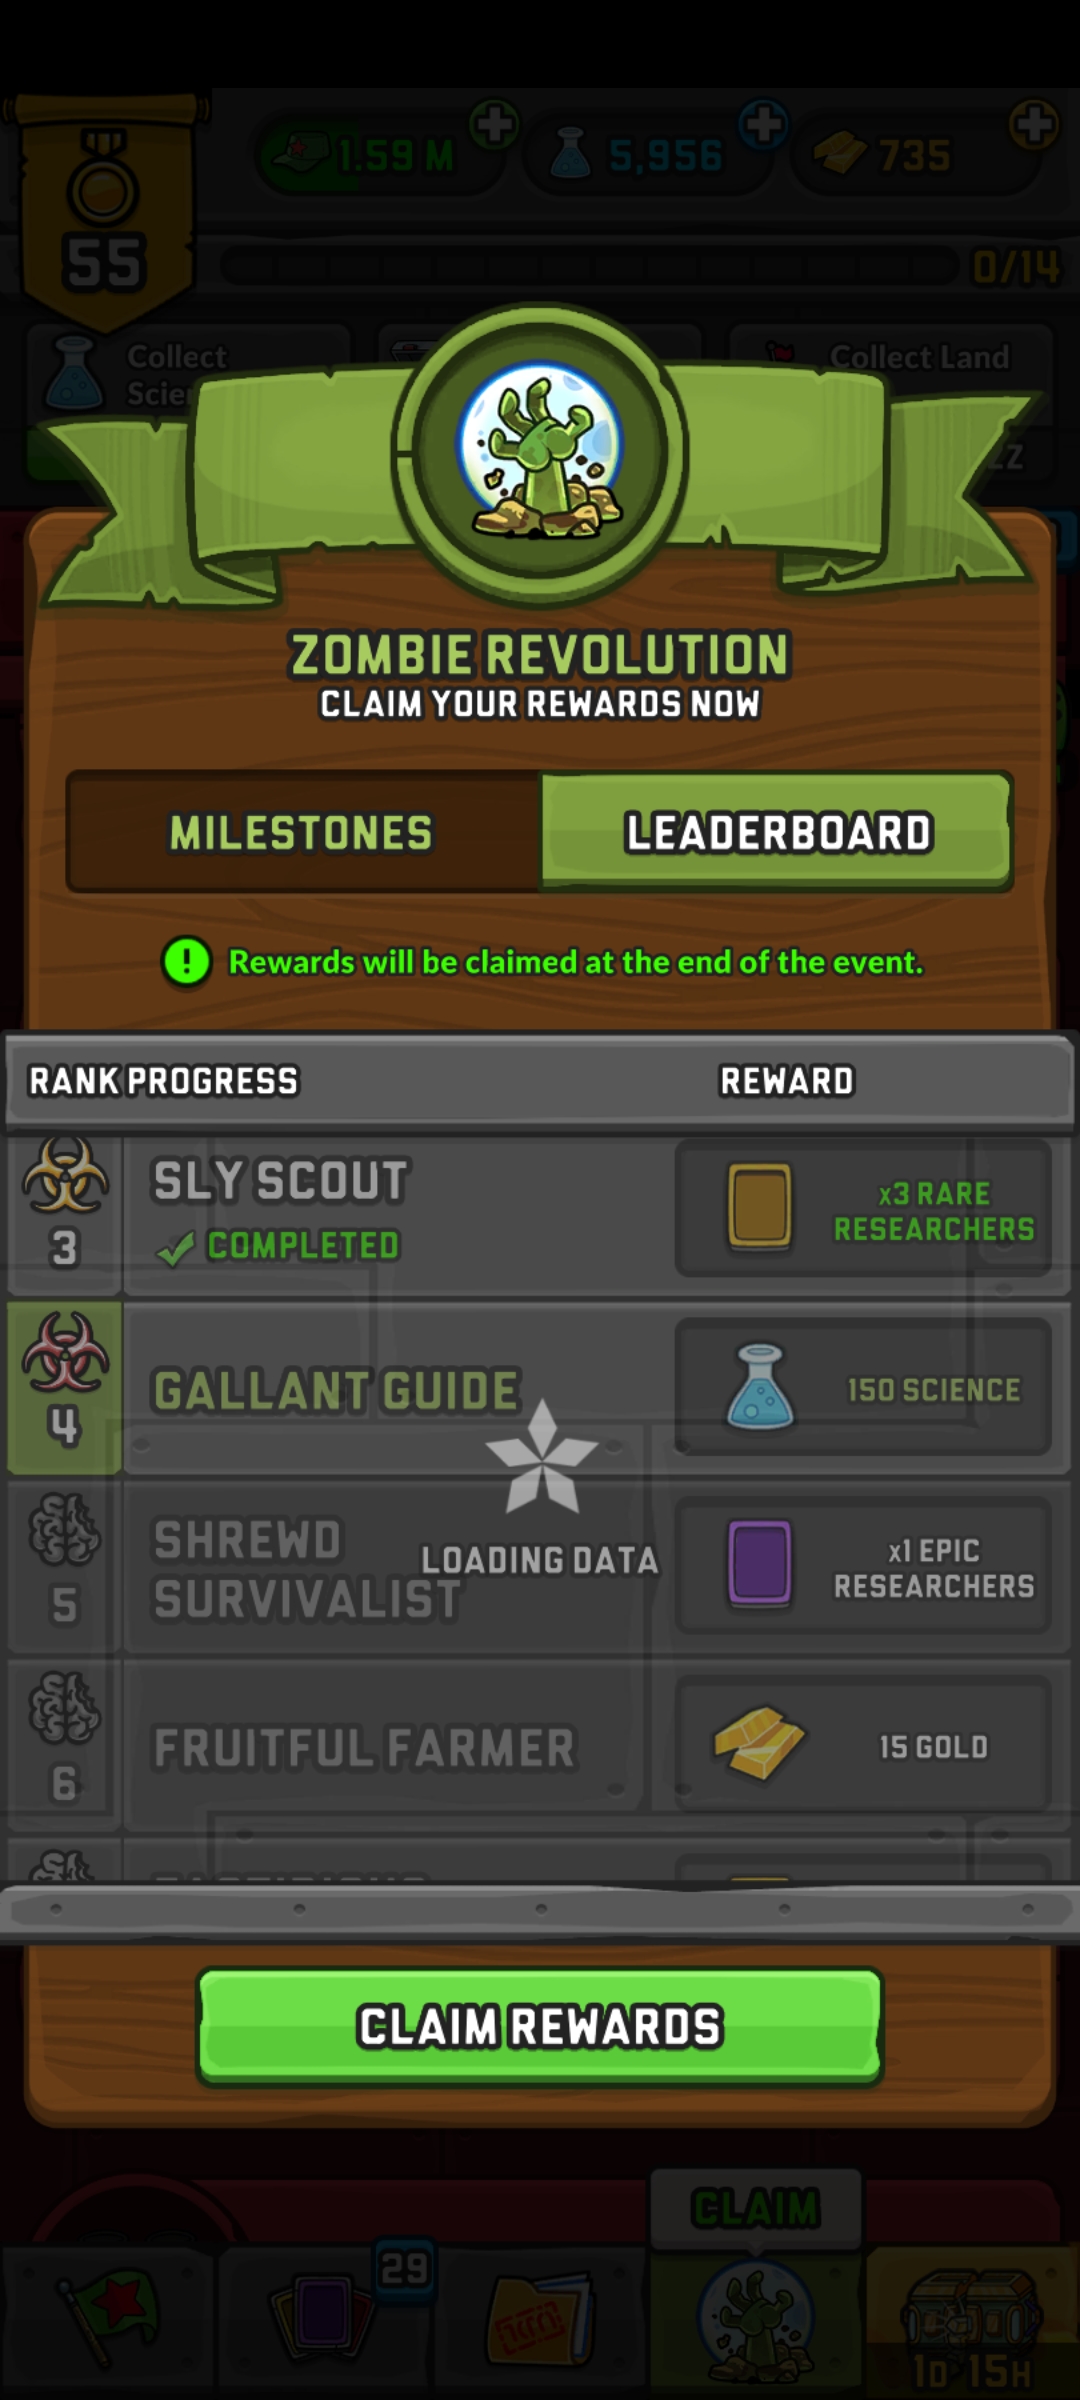 1.59 M
5,956
735
55
0/14
Collect
Collect Land
ZOMBIE REVOLUTION
CLAIM YOUR REWARDS NOW
MILESTONES
LEADERBOARD
! Rewards will be claimed at the end of the event.
RANK PROGRESS
REWARD
3
SLY SCOUT
COMPLETED
x3 RARE
RESEARCHERS
4
GALLANT GUIDE
150 SCIENCE
5
SHREWD
SURVIVALIST
x1 EPIC
RESEARCHERS
LOADING DATA
6
FRUITFUL FARMER
15 GOLD
CLAIM REWARDS
CLAIM
29
1D 15H